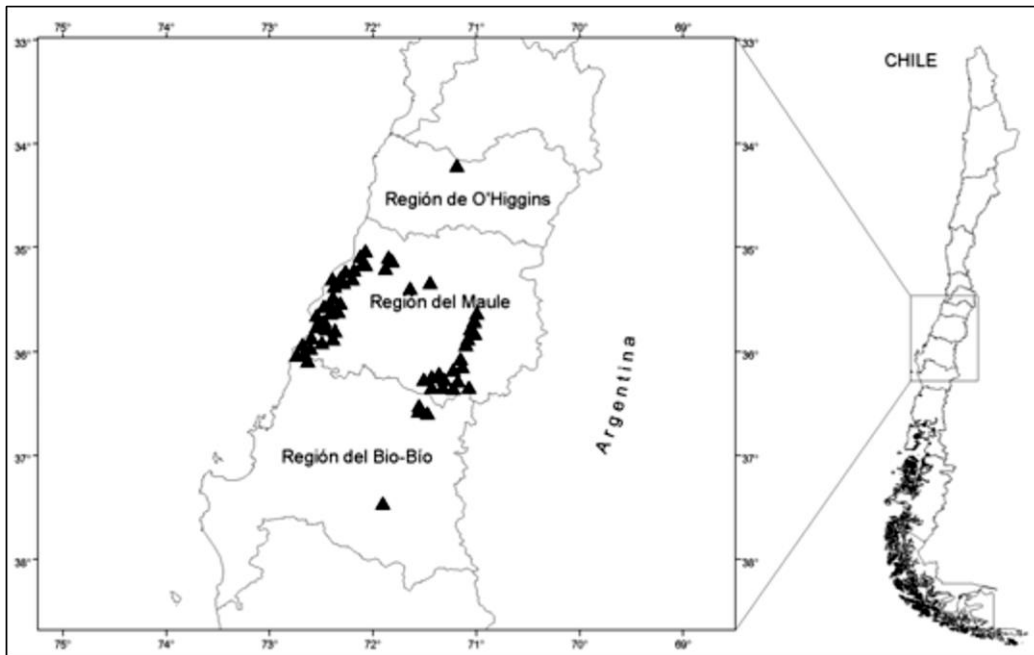 75° 74° 73° 72° 71° 70° 69°
33° 33°
CHILE
34° 34°
Región de O'Higgins
35° 35°
Región del Maule
36° 36°
Argentina
37° 37°
Región del Bio-Bío
38° 38°
75° 74° 73° 72° 71° 70° 69°